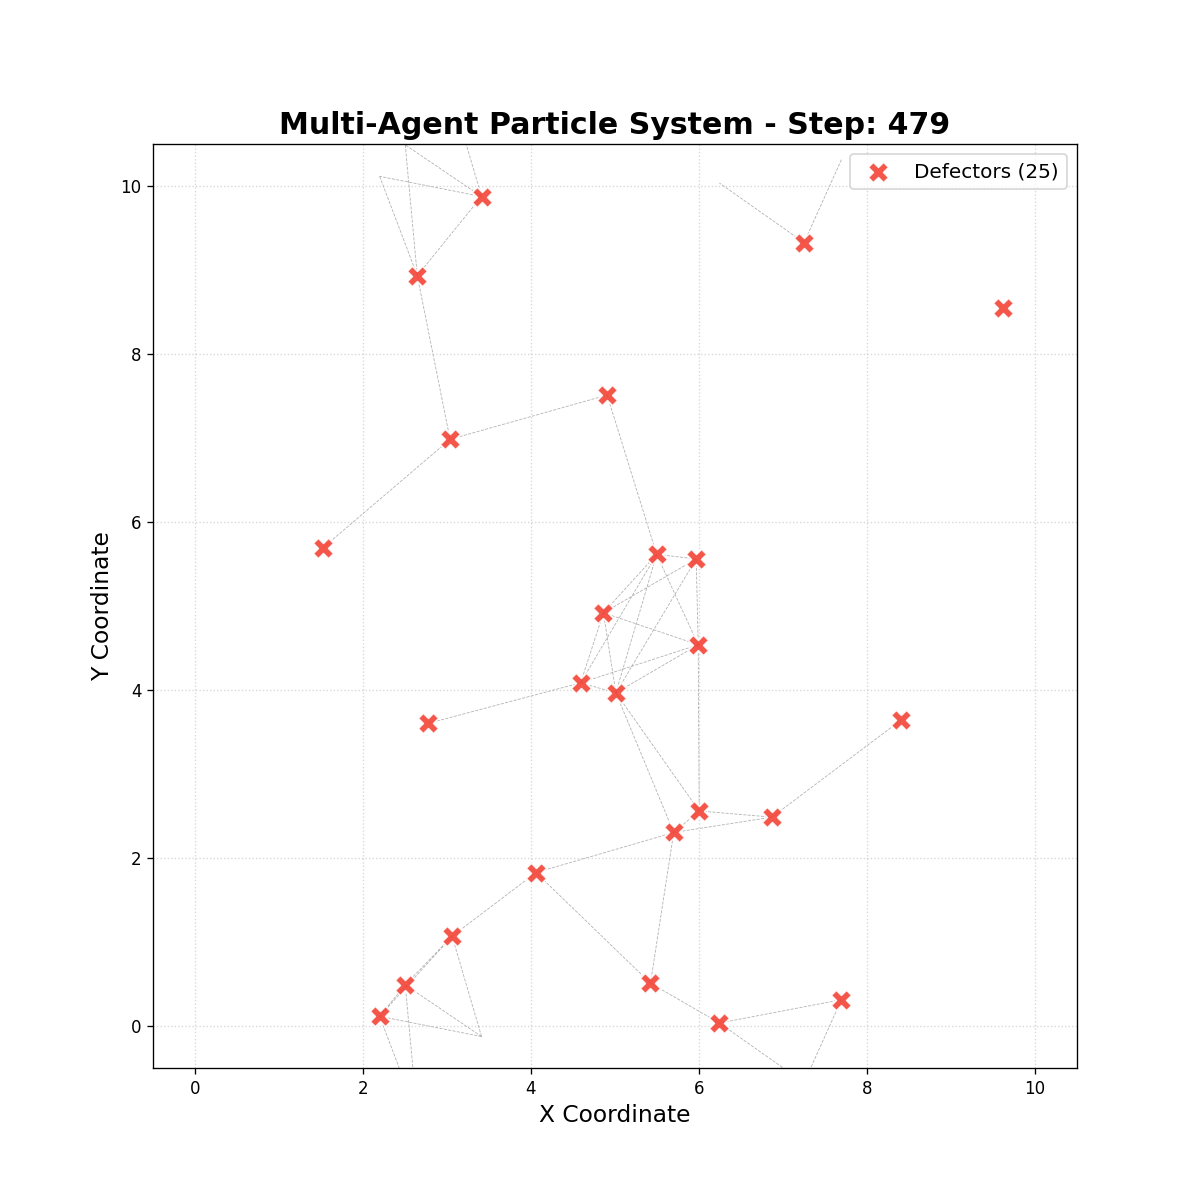 Multi-Agent Particle System - Step: 479
Defectors (25)
10
8
6
4
2
0
Y Coordinate
0 2 4 6 8 10
X Coordinate